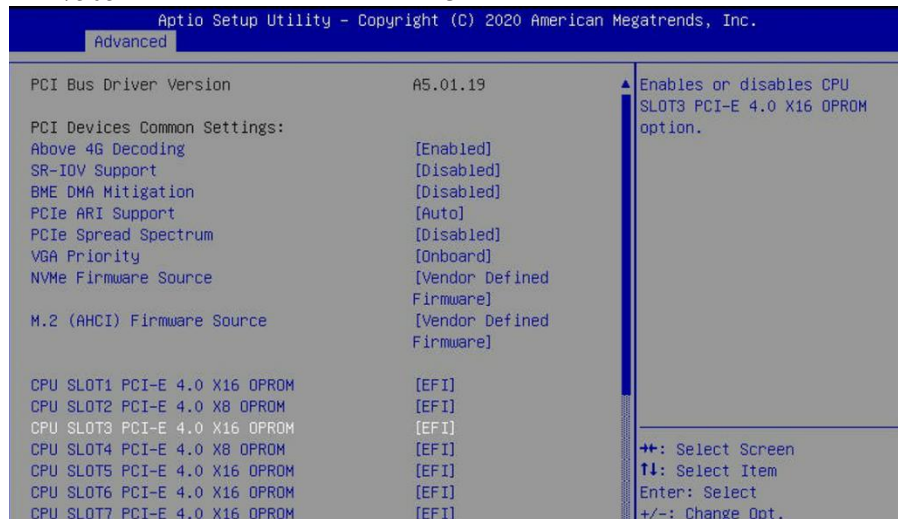 Aptio Setup Utility – Copyright (C) 2020 American Megatrends, Inc.
Advanced
PCI Bus Driver Version A5.01.19
PCI Devices Common Settings:
Above 4G Decoding [Enabled]
SR-IOV Support [Disabled]
BME DMA Mitigation [Disabled]
PCIe ARI Support [Auto]
PCIe Spread Spectrum [Disabled]
VGA Priority [Onboard]
NVMe Firmware Source [Vendor Defined
Firmware]
M.2 (AHCI) Firmware Source [Vendor Defined
Firmware]
CPU SLOT1 PCI-E 4.0 X16 OPROM [EFI]
CPU SLOT2 PCI-E 4.0 X8 OPROM [EFI]
CPU SLOT3 PCI-E 4.0 X16 OPROM [EFI]
CPU SLOT4 PCI-E 4.0 X8 OPROM [EFI]
CPU SLOT5 PCI-E 4.0 X16 OPROM [EFI]
CPU SLOT6 PCI-E 4.0 X16 OPROM [EFI]
CPU SLOT7 PCI-E 4.0 X16 OPROM [EFI]
Enables or disables CPU
SLOT3 PCI-E 4.0 X16 OPROM
option.
→←: Select Screen
↑↓: Select Item
Enter: Select
+/-: Change Opt.